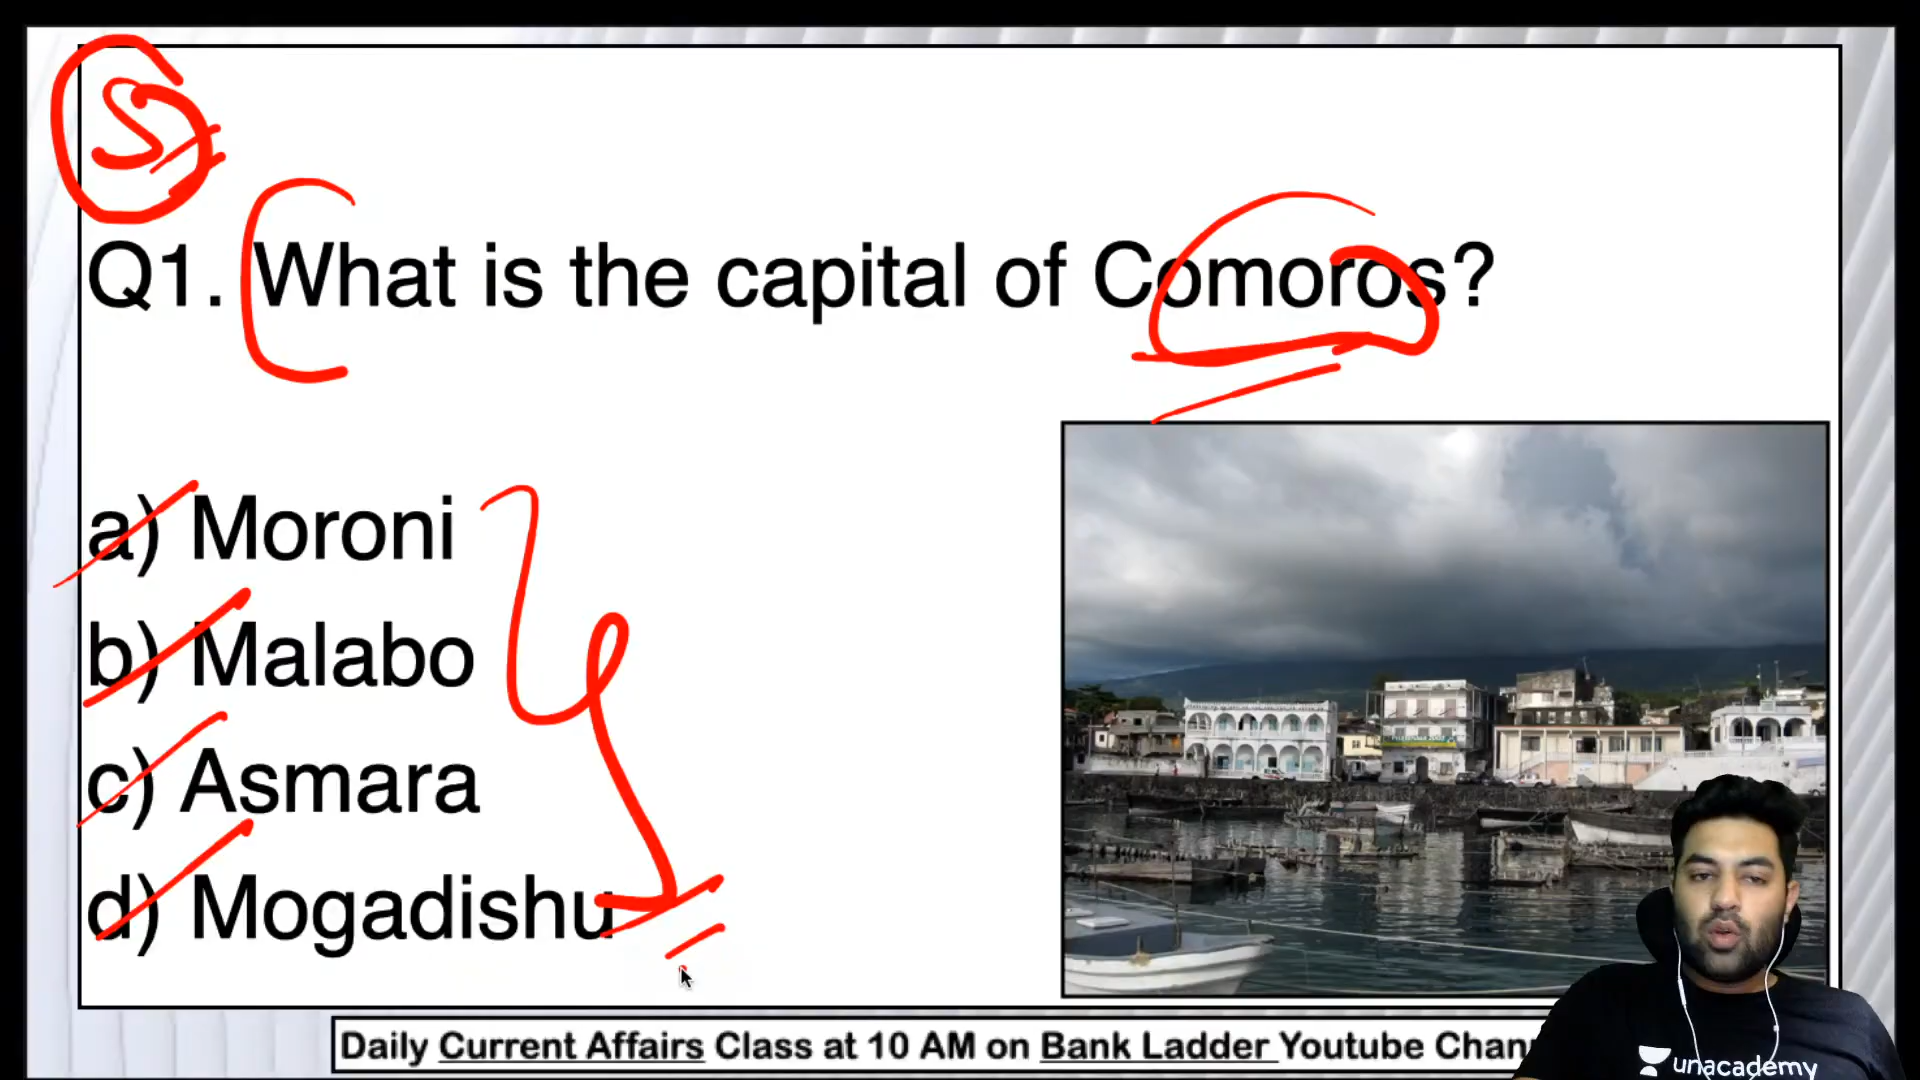 S
Q1. What is the capital of Comoros?
a) Moroni
b) Malabo
c) Asmara
d) Mogadishu
Daily Current Affairs Class at 10 AM on Bank Ladder Youtube
unacademy